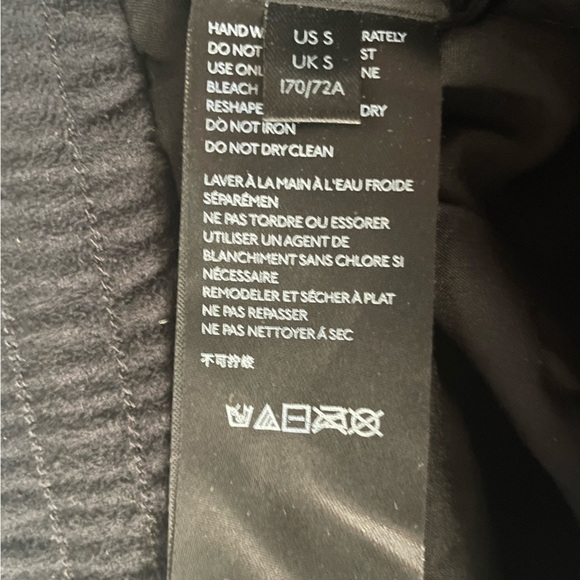 US S
UK S
170/72A
HAND W RATELY
DO NOT ST
USE ONL NE
BLEACH
RESHAPE DRY
DO NOT IRON
DO NOT DRY CLEAN
LAVER À LA MAIN À L'EAU FROIDE
SÉPARÉMEN
NE PAS TORDRE OU ESSORER
UTILISER UN AGENT DE
BLANCHIMENT SANS CHLORE SI
NÉCESSAIRE
REMODELER ET SÉCHER À PLAT
NE PAS REPASSER
NE PAS NETTOYER Á SEC
不可拧绞